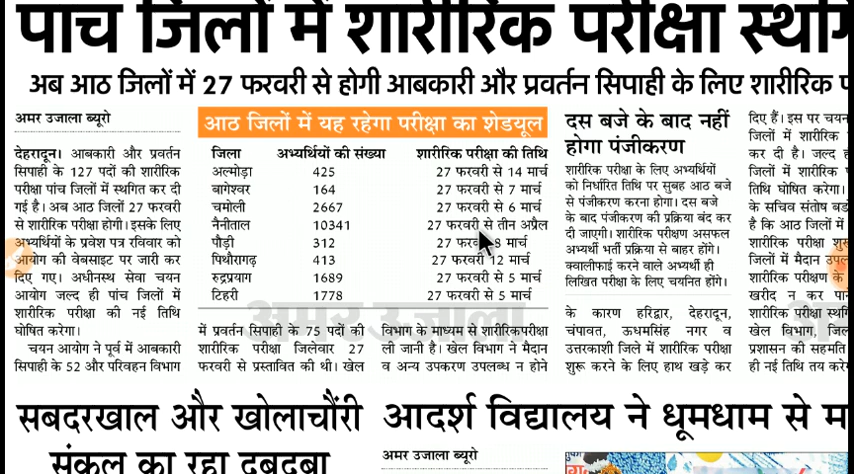 पांच जिलों में शारीरिक परीक्षा
अब आठ जिलों में 27 फरवरी से होगी आबकारी और प्रवर्तन सिपाही के लिए शारीरिक
अमर उजाला ब्यूरो
देहरादून। आबकारी और प्रवर्तन
सिपाही के 127 पदों की शारीरिक
परीक्षा पांच जिलों में स्थगित कर दी
गई है। अब आठ जिलों 27 फरवरी
से शारीरिक परीक्षा होगी। इसके लिए
अभ्यर्थियों के प्रवेश पत्र रविवार को
आयोग की वेबसाइट पर जारी कर
दिए गए। अधीनस्थ सेवा चयन
आयोग जल्द ही पांच जिलों में
शारीरिक परीक्षा की नई तिथि
घोषित करेगा।
चयन आयोग ने पूर्व में आबकारी
सिपाही के 52 और परिवहन विभाग
आठ जिलों में यह रहेगा परीक्षा का शेडयूल
जिला अभ्यर्थियों की संख्या शारीरिक परीक्षा की तिथि
अल्मोड़ा 425 27 फरवरी से 14 मार्च
बागेश्वर 164 27 फरवरी से 7 मार्च
चमोली 2667 27 फरवरी से 6 मार्च
नैनीताल 10341 27 फरवरी से तीन अप्रैल
पौड़ी 312 27 8 मार्च
पिथौरागढ़ 413 27 फरवरी 12 मार्च
रुद्रप्रयाग 1689 27 फरवरी से 5 मार्च
टिहरी 1778 27 फरवरी से 5 मार्च
अमर उजाला
में प्रवर्तन सिपाही के 75 पदों की
शारीरिक परीक्षा जिलेवार 27
फरवरी से प्रस्तावित की थी। खेल
विभाग के माध्यम से शारीरिकपरीक्षा
ली जानी है। खेल विभाग ने मैदान
व अन्य उपकरण उपलब्ध न होने
दस बजे के बाद नहीं
होगा पंजीकरण
शारीरिक परीक्षा के लिए अभ्यर्थियों
को निर्धारित तिथि पर सुबह आठ बजे
से पंजीकरण करना होगा। दस बजे
के बाद पंजीकरण की प्रक्रिया बंद कर
दी जाएगी। शारीरिक परीक्षण असफल
अभ्यर्थी भर्ती प्रक्रिया से बाहर होंगे।
क्वालीफाई करने वाले अभ्यर्थी ही
लिखित परीक्षा के लिए चयनित होंगे।
के कारण हरिद्वार, देहरादून,
चंपावत, ऊधमसिंह नगर व
उत्तरकाशी जिले में शारीरिक परीक्षा
शुरू करने के लिए हाथ खड़े कर
दिए हैं। इस पर चयन
जिलों में शारीरिक
कर दी है। जल्द
जिलों में शारीरिक
तिथि घोषित करेगा।
के सचिव संतोष
है कि आठ जिलों में
शारीरिक परीक्षा
जिलों में मैदान
शारीरिक परीक्षण के
खरीद न कर
शारीरिक परीक्षा
खेल विभाग,
प्रशासन की सहमति
ही नई तिथि तय
सबदरखाल और खोलाचौंरी
संकुल का रहा दबदबा
आदर्श विद्यालय ने धूमधाम से
अमर उजाला ब्यूरो